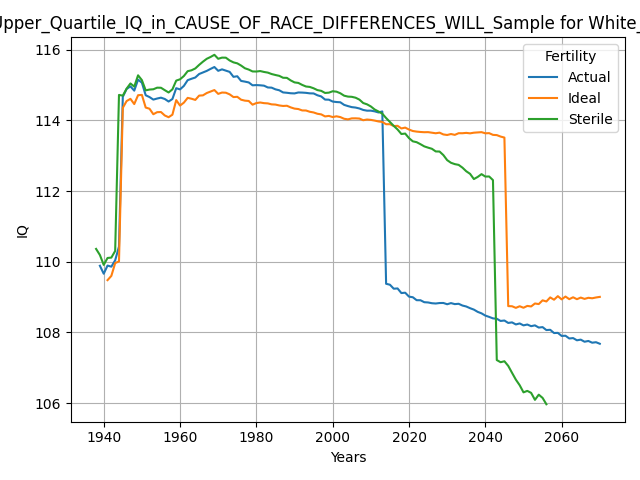 Upper_Quartile_IQ_in_CAUSE_OF_RACE_DIFFERENCES_WILL_Sample for White_
Fertility
Actual
Ideal
Sterile
116
114
112
110
108
106
IQ
1940
1960
1980
2000
2020
2040
2060
Years